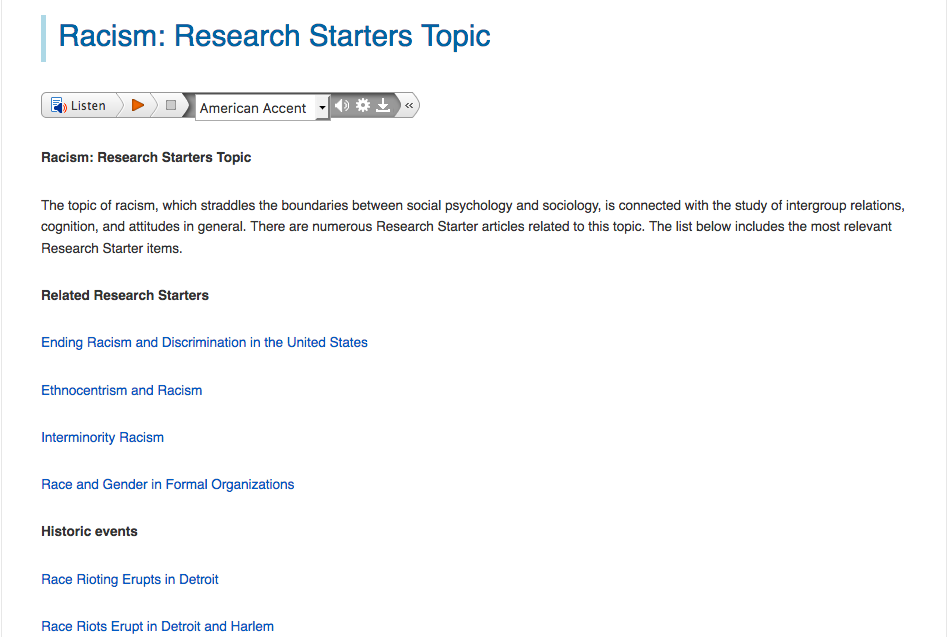 Racism: Research Starters Topic
Listen
American Accent
«
Racism: Research Starters Topic
The topic of racism, which straddles the boundaries between social psychology and sociology, is connected with the study of intergroup relations,
cognition, and attitudes in general. There are numerous Research Starter articles related to this topic. The list below includes the most relevant
Research Starter items.
Related Research Starters
Ending Racism and Discrimination in the United States
Ethnocentrism and Racism
Interminority Racism
Race and Gender in Formal Organizations
Historic events
Race Rioting Erupts in Detroit
Race Riots Erupt in Detroit and Harlem